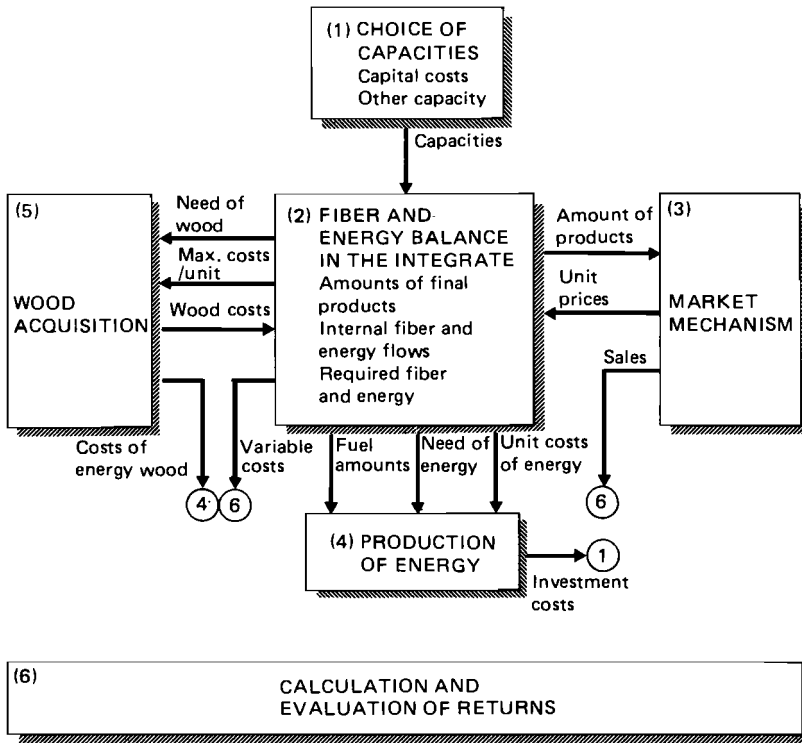 (1) CHOICE OF
CAPACITIES
Capital costs
Other capacity
Capacities
(5)
WOOD
ACQUISITION
Need of
wood
Max. costs
/unit
Wood costs
(2) FIBER AND
ENERGY BALANCE
IN THE INTEGRATE
Amounts of final
products
Internal fiber and
energy flows
Required fiber
and energy
Amount of
products
Unit
prices
Sales
(3)
MARKET
MECHANISM
Costs of
energy wood
Variable
costs
Fuel
amounts
Need of
energy
Unit costs
of energy
4
6
6
(4) PRODUCTION
OF ENERGY
1
Investment
costs
(6)
CALCULATION AND
EVALUATION OF RETURNS